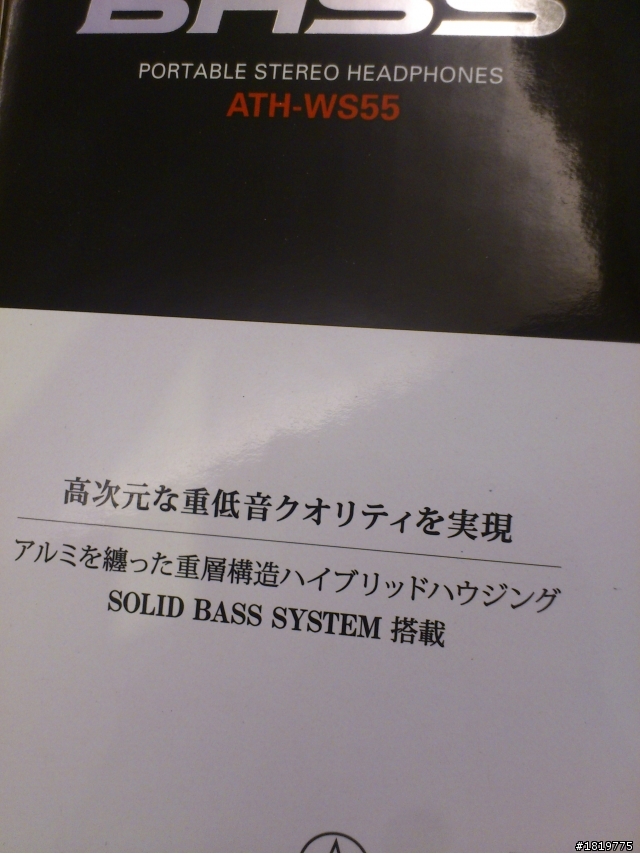 BASS
PORTABLE STEREO HEADPHONES
ATH-WS55
高次元な重低音クオリティを実現
アルミを纏った重層構造ハイブリッドハウジング
SOLID BASS SYSTEM 搭載
#1819775